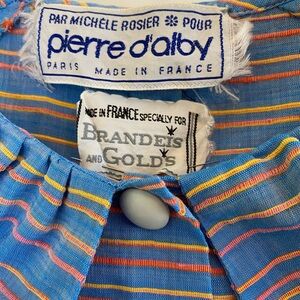 PAR MICHÈLE ROSIER ❊ POUR
pierre d'alby
PARIS MADE IN FRANCE
MADE IN FRANCE SPECIALLY FOR
BRANDEIS
AND GOLD'S